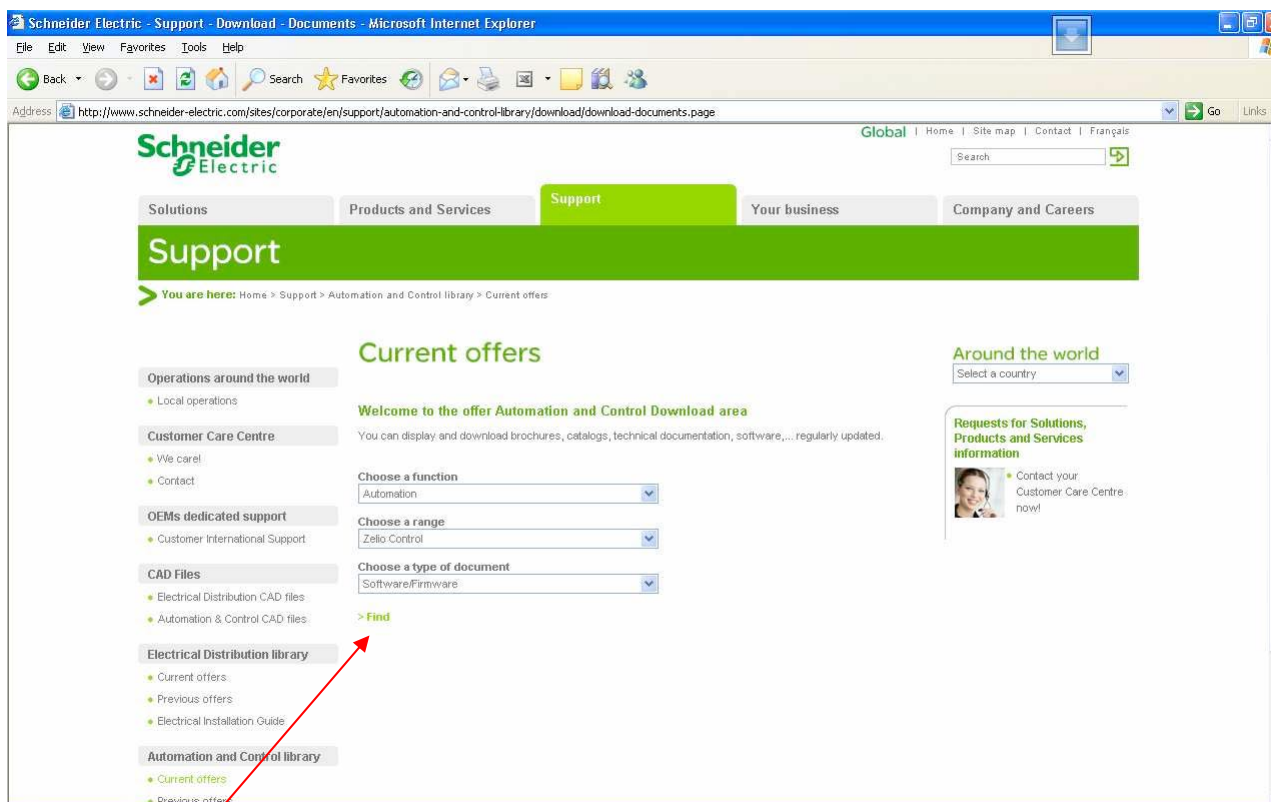 Schneider Electric - Support - Download - Documents - Microsoft Internet Explorer
File Edit View Favorites Tools Help
Back Search Favorites
Address http://www.schneider-electric.com/sites/corporate/en/support/automation-and-control-library/download/download-documents.page Go Links
Global | Home | Site map | Contact | Français
Schneider
Electric
Search
Solutions Products and Services Support Your business Company and Careers
Support
You are here: Home > Support > Automation and Control library > Current offers
Current offers
Around the world
Select a country
Operations around the world
Local operations
Welcome to the offer Automation and Control Download area
You can display and download brochures, catalogs, technical documentation, software,... regularly updated.
Customer Care Centre
We care!
Contact
Requests for Solutions,
Products and Services
information
Contact your
Customer Care Centre
now!
Choose a function
Automation
Choose a range
Zelio Control
Choose a type of document
Software/Firmware
> Find
OEMs dedicated support
Customer International Support
CAD Files
Electrical Distribution CAD files
Automation & Control CAD files
Electrical Distribution library
Current offers
Previous offers
Electrical Installation Guide
Automation and Control library
Current offers
Previous offers